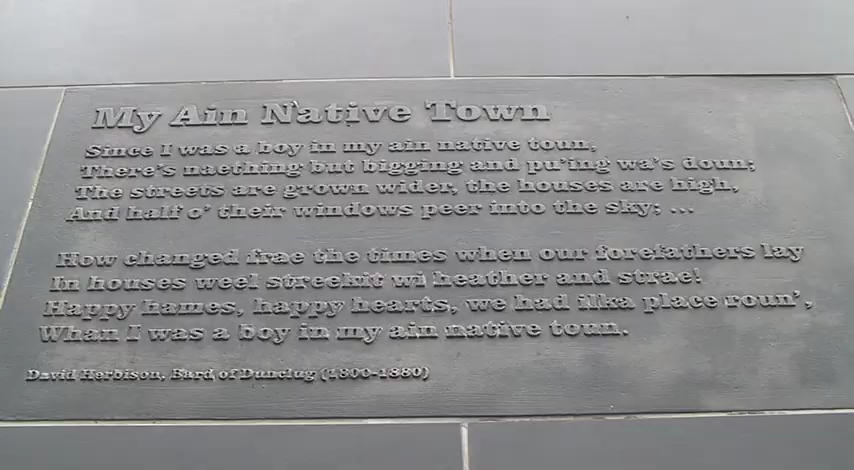 My Ain Native Town
Since I was a boy in my ain native toun,
There's naething but bigging and pu'ing wa's doun;
The streets are grown wider, the houses are high,
And half o' their windows peer into the sky; ...
How changed frae the times when our forefathers lay
In houses weel streekit wi heather and strae!
Happy hames, happy hearts, we had ilka place roun',
Whan I was a boy in my ain native toun.
David Herbison, Bard of Dunclug (1800-1880)